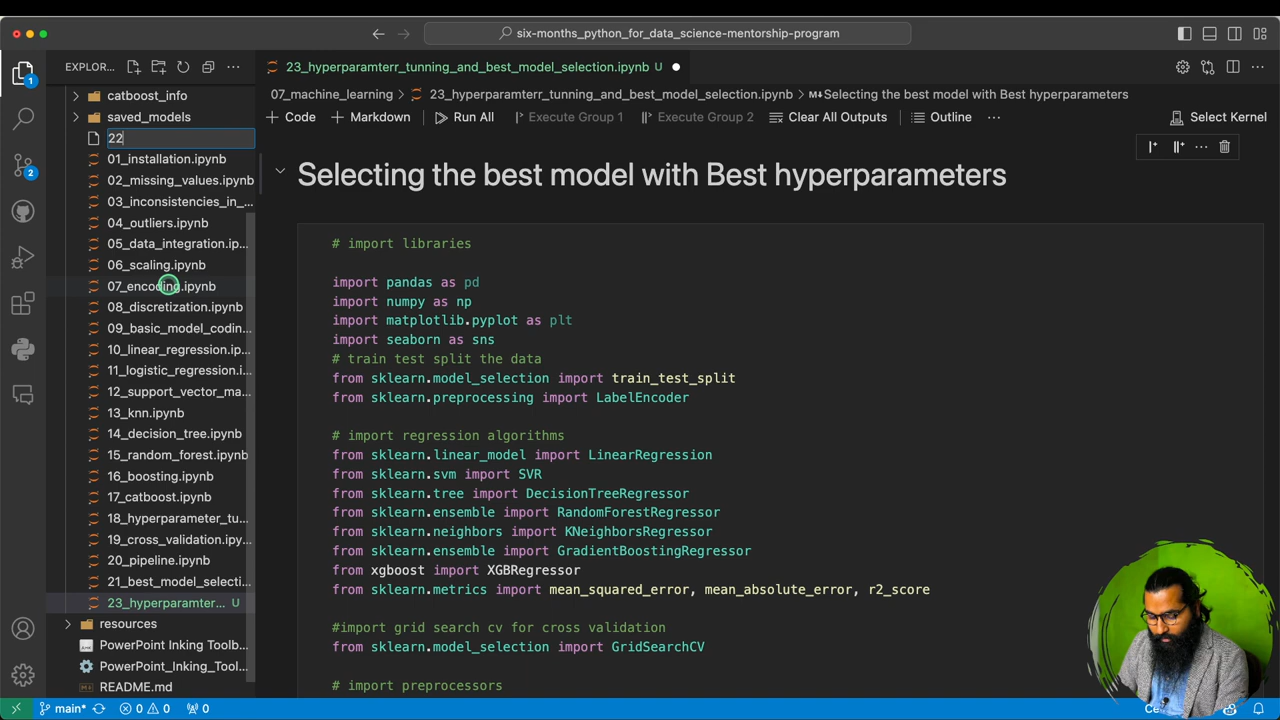 six-months_python_for_data_science-mentorship-program
EXPLOR...
23_hyperparamterr_tunning_and_best_model_selection.ipynb U
07_machine_learning > 23_hyperparamterr_tunning_and_best_model_selection.ipynb > Selecting the best model with Best hyperparameters
+ Code + Markdown Run All Execute Group 1 Execute Group 2 Clear All Outputs Outline ... Select Kernel
1
2
catboost_info
saved_models
22
01_installation.ipynb
02_missing_values.ipynb
03_inconsistencies_in_...
04_outliers.ipynb
05_data_integration.ip...
06_scaling.ipynb
07_encoding.ipynb
08_discretization.ipynb
09_basic_model_codin...
10_linear_regression.ip...
11_logistic_regression.i...
12_support_vector_ma...
13_knn.ipynb
14_decision_tree.ipynb
15_random_forest.ipynb
16_boosting.ipynb
17_catboost.ipynb
18_hyperparameter_tu...
19_cross_validation.ipy...
20_pipeline.ipynb
21_best_model_selecti...
23_hyperparamter... U
resources
PowerPoint Inking Toolb...
PowerPoint_Inking_Tool...
README.md
Selecting the best model with Best hyperparameters
# import libraries
import pandas as pd
import numpy as np
import matplotlib.pyplot as plt
import seaborn as sns
# train test split the data
from sklearn.model_selection import train_test_split
from sklearn.preprocessing import LabelEncoder
# import regression algorithms
from sklearn.linear_model import LinearRegression
from sklearn.svm import SVR
from sklearn.tree import DecisionTreeRegressor
from sklearn.ensemble import RandomForestRegressor
from sklearn.neighbors import KNeighborsRegressor
from sklearn.ensemble import GradientBoostingRegressor
from xgboost import XGBRegressor
from sklearn.metrics import mean_squared_error, mean_absolute_error, r2_score
#import grid search cv for cross validation
from sklearn.model_selection import GridSearchCV
# import preprocessors
main* 0 0 0